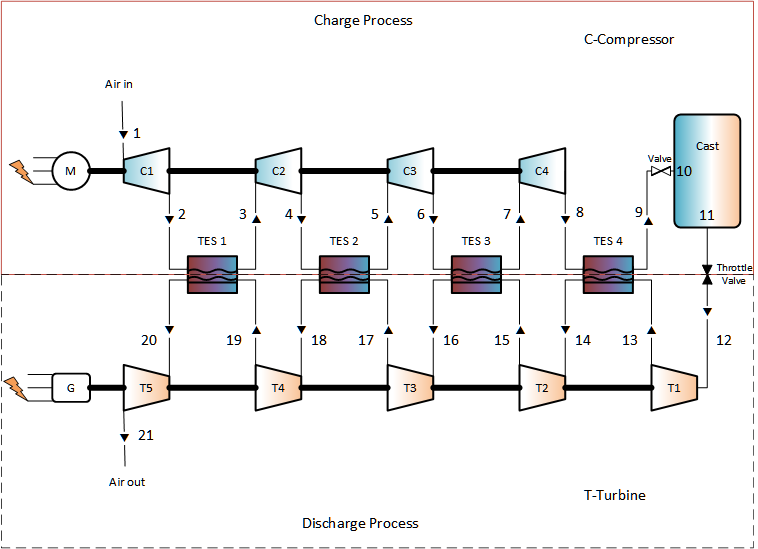 Charge Process
C-Compressor
Air in
1
M
C1
C2
C3
C4
Valve
10
Cast
2
3
4
5
6
7
8
9
11
TES 1
TES 2
TES 3
TES 4
Throttle
Valve
20
19
18
17
16
15
14
13
12
G
T5
T4
T3
T2
T1
21
Air out
T-Turbine
Discharge Process